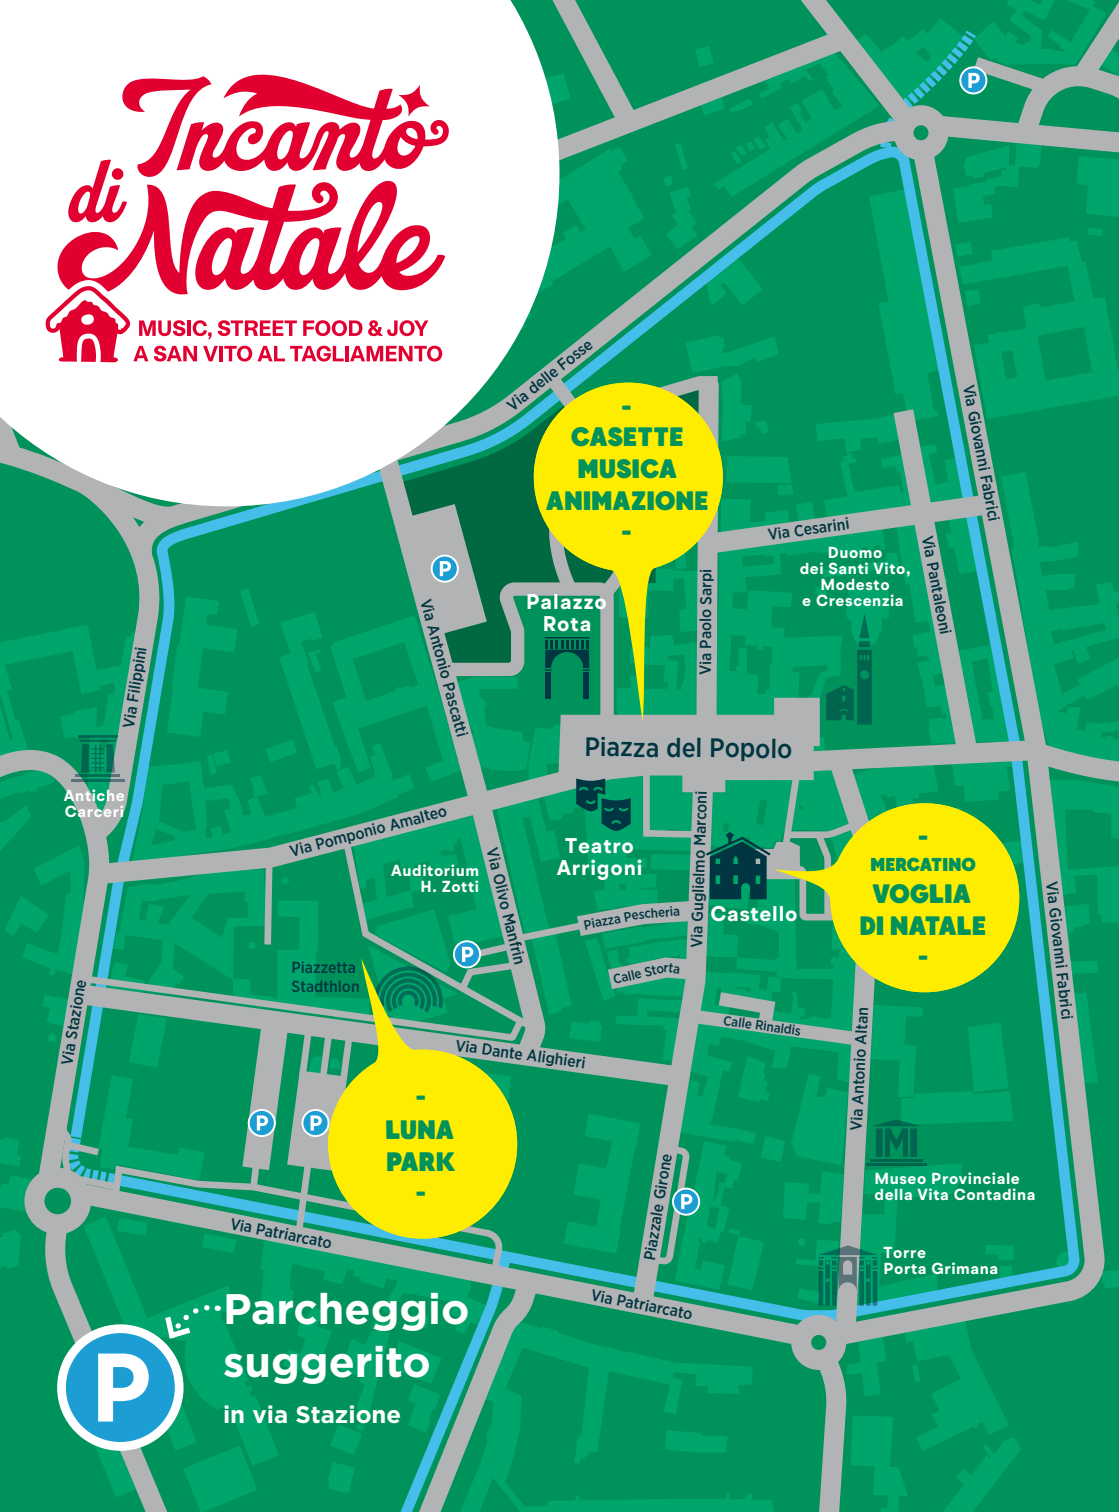 Incanto
di
Natale
MUSIC, STREET FOOD & JOY
A SAN VITO AL TAGLIAMENTO
P
Via delle Fosse
-
CASETTE
MUSICA
ANIMAZIONE
-
Via Giovanni Fabrici
Via Cesarini
Via Pantaleoni
Duomo
dei Santi Vito,
Modesto
e Crescenzia
P
Via Antonio Pascatti
Palazzo
Rota
Via Paolo Sarpi
Via Filippini
Piazza del Popolo
Antiche
Carceri
Via Pomponio Amalteo
Teatro
Arrigoni
Via Guglielmo Marconi
Auditorium
H. Zotti
Via Olivo Manfrin
-
MERCATINO
VOGLIA
DI NATALE
-
Castello
Piazza Pescheria
Via Giovanni Fabrici
P
Piazzetta
Stadthlon
Calle Storta
Via Stazione
Calle Rinaldis
Via Dante Alighieri
Via Antonio Altan
-
LUNA
PARK
-
P
P
Museo Provinciale
della Vita Contadina
Piazzale Girone
P
Via Patriarcato
Torre
Porta Grimana
Via Patriarcato
P
Parcheggio
suggerito
in via Stazione